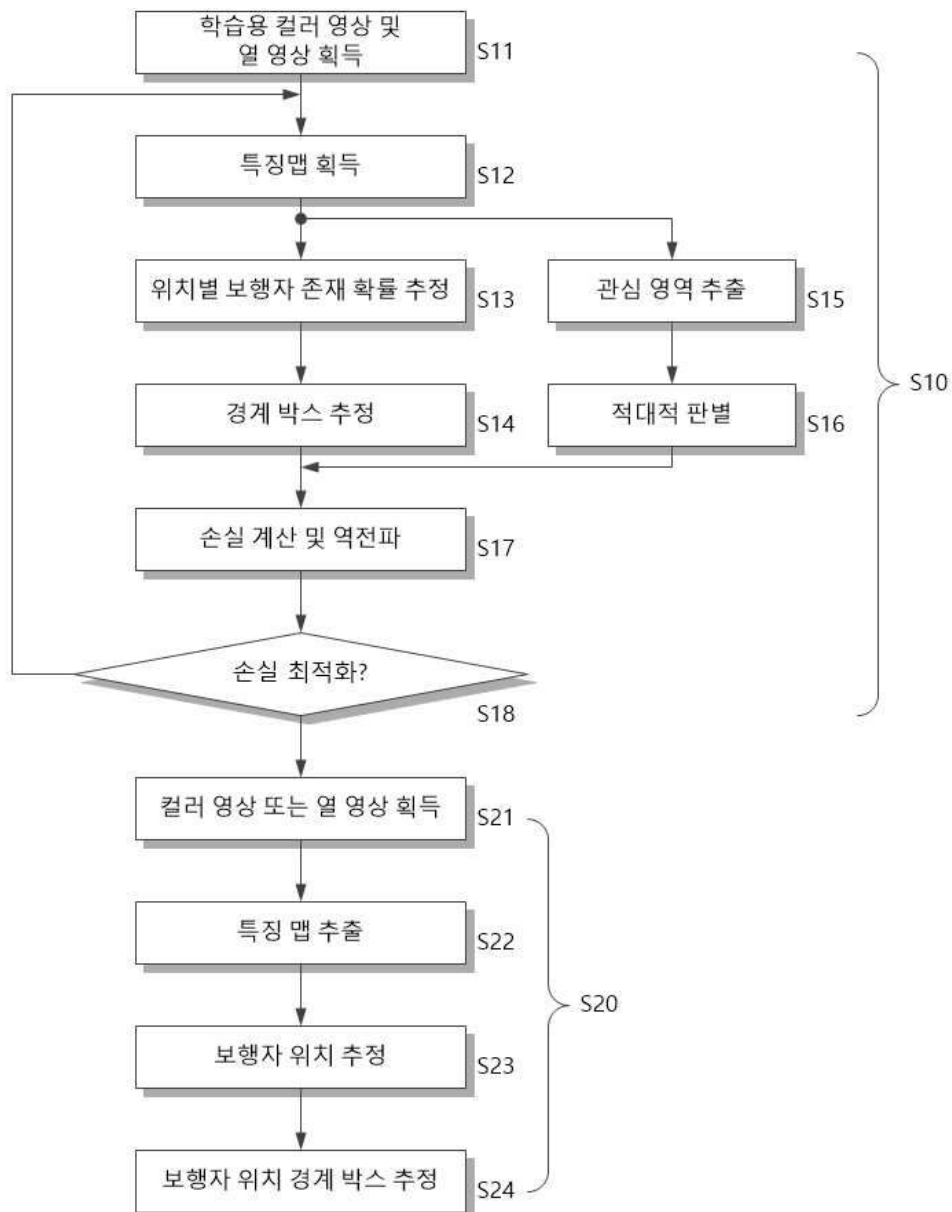 학습용 컬러 영상 및
열 영상 획득
S11
특징맵 획득
S12
위치별 보행자 존재 확률 추정
S13
관심 영역 추출
S15
경계 박스 추정
S14
적대적 판별
S16
S10
손실 계산 및 역전파
S17
손실 최적화?
S18
컬러 영상 또는 열 영상 획득
S21
특징 맵 추출
S22
S20
보행자 위치 추정
S23
보행자 위치 경계 박스 추정
S24